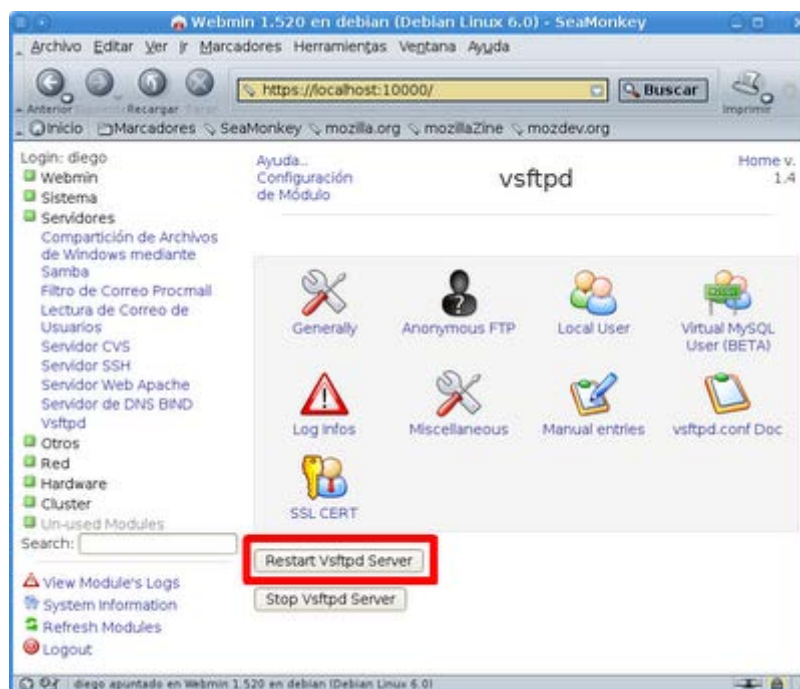 Webmin 1.520 en debian (Debian Linux 6.0) - SeaMonkey
Archivo Editar Ver Ir Marcadores Herramientas Ventana Ayuda
Anterior Recargar https://localhost:10000/ Buscar Imprimir
Inicio Marcadores SeaMonkey mozilla.org mozillaZine mozdev.org
Login: diego
Webmin
Sistema
Servidores
Compartición de Archivos
de Windows mediante
Samba
Filtro de Correo Procmail
Lectura de Correo de
Usuarios
Servidor CVS
Servidor SSH
Servidor Web Apache
Servidor de DNS BIND
Vsftpd
Otros
Red
Hardware
Cluster
Un-used Modules
Search:
View Module's Logs
System Information
Refresh Modules
Logout
Ayuda..
Configuración
de Módulo
vsftpd
Home v.
1.4
Generally Anonymous FTP Local User Virtual MySQL
User (BETA)
Log Infos Miscellaneous Manual entries vsftpd.conf Doc
SSL CERT
Restart Vsftpd Server
Stop Vsftpd Server
diego apuntado en Webmin 1.520 en debian (Debian Linux 6.0)